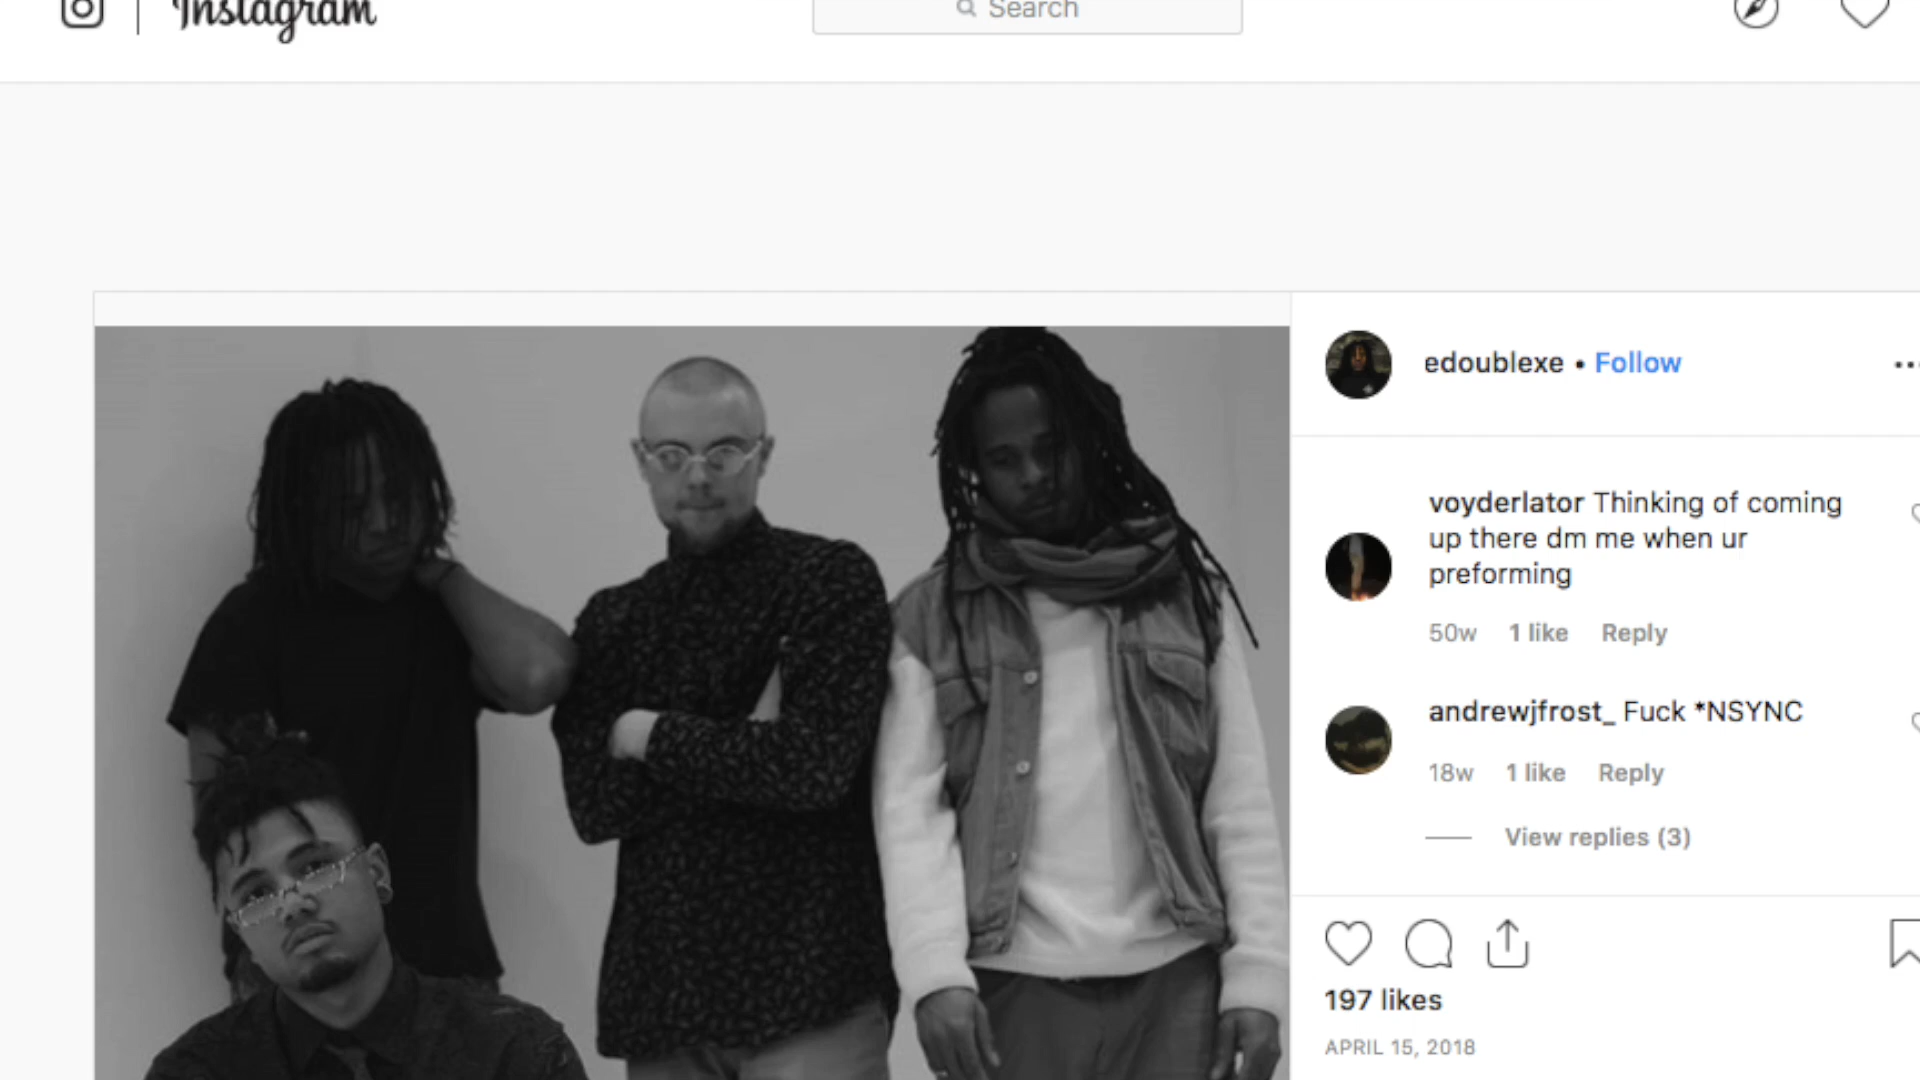 Instagram
Search
edoublexe • Follow
voyderlator Thinking of coming
up there dm me when ur
preforming
50w 1 like Reply
andrewjfrost_ Fuck *NSYNC
18w 1 like Reply
View replies (3)
197 likes
APRIL 15, 2018